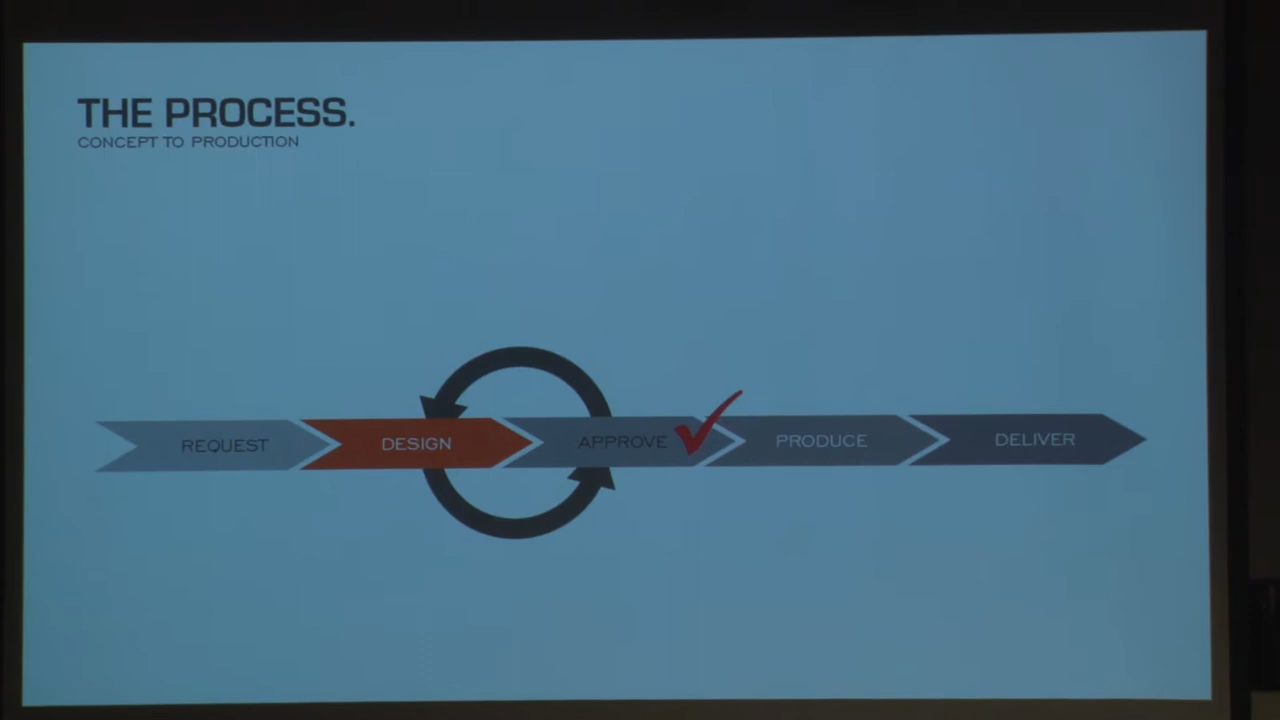 THE PROCESS.
CONCEPT TO PRODUCTION
REQUEST
DESIGN
APPROVE
PRODUCE
DELIVER